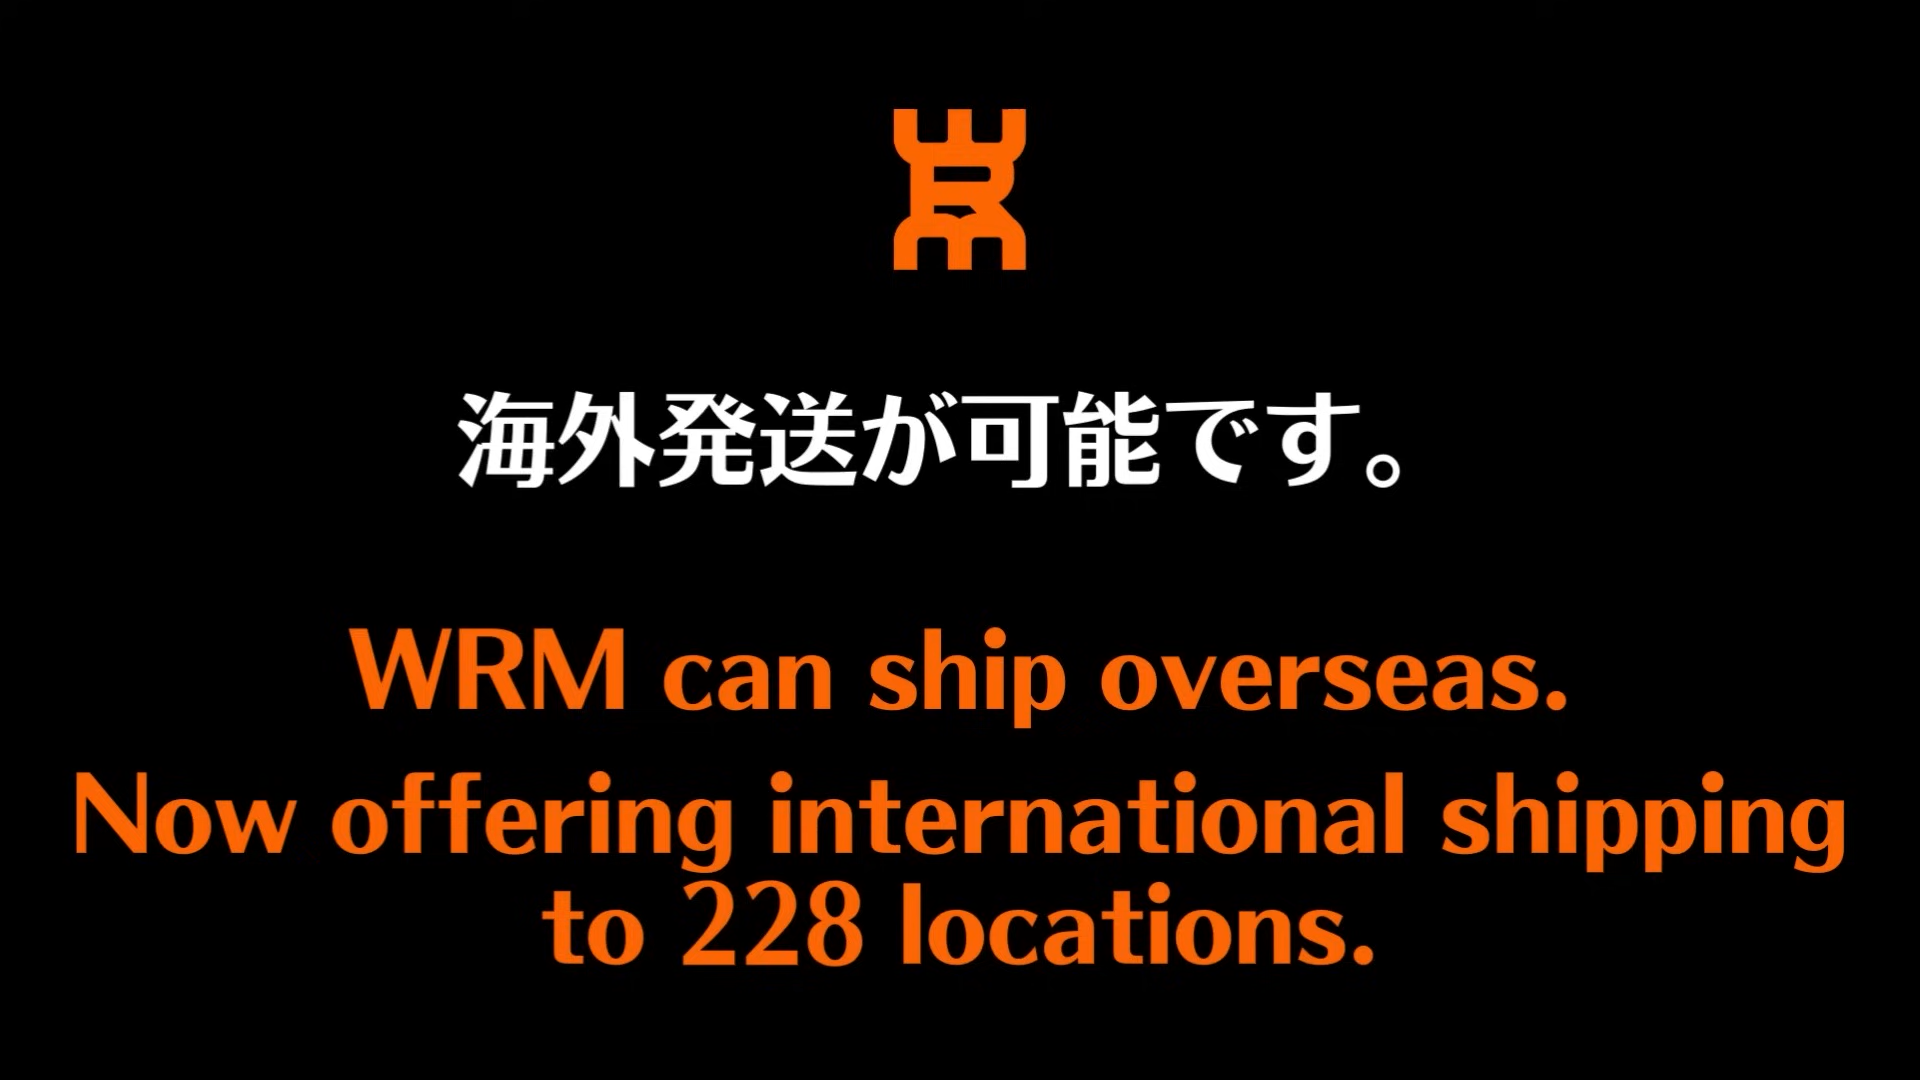 海外発送が可能です。
WRM can ship overseas.
Now offering international shipping
to 228 locations.